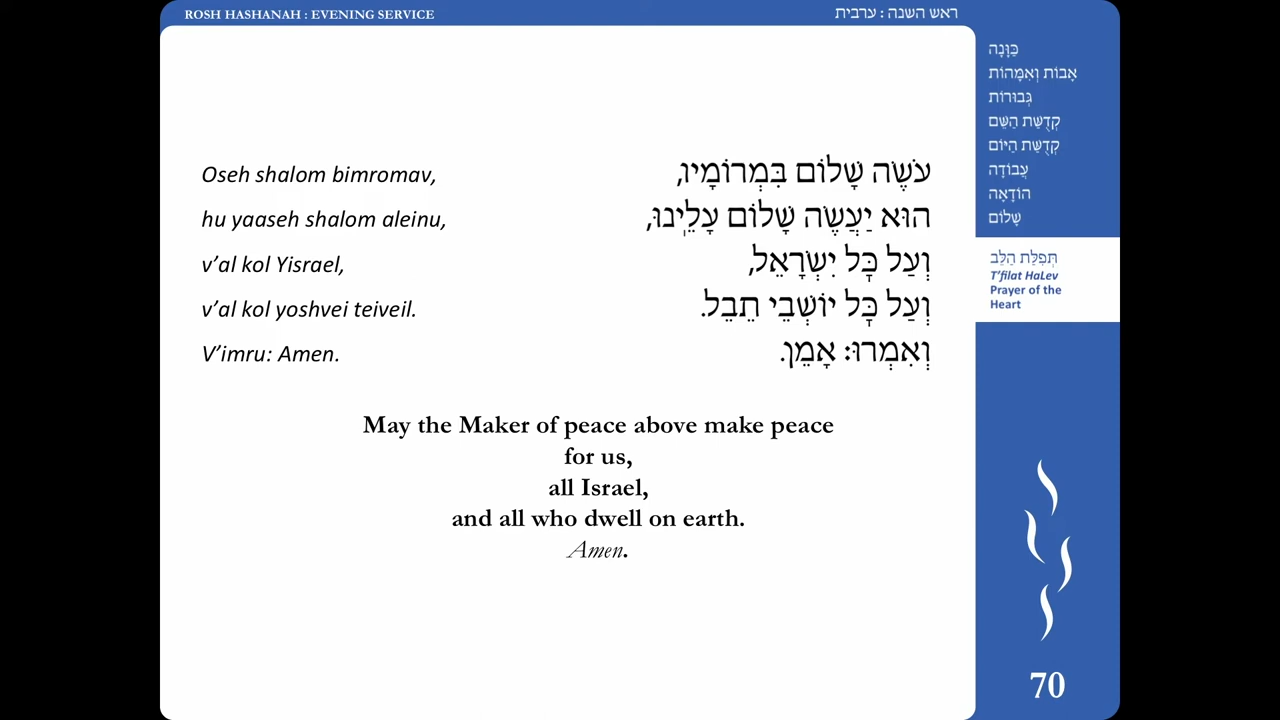 ROSH HASHANAH : EVENING SERVICE
ראש השנה : ערבית
Oseh shalom bimromav,
hu yaaseh shalom aleinu,
v’al kol Yisrael,
v’al kol yoshvei teiveil.
V’imru: Amen.
עֹשֶׂה שָׁלוֹם בִּמְרוֹמָיו,
הוּא יַעֲשֶׂה שָׁלוֹם עָלֵֽינוּ,
וְעַל כׇּל יִשְׂרָאֵל,
וְעַל כׇּל יוֹשְׁבֵי תֵבֵל.
וְאִמְרוּ: אָמֵן.
May the Maker of peace above make peace
for us,
all Israel,
and all who dwell on earth.
Amen.
כַּוָּנָה
אָבוֹת וְאִמָּהוֹת
גְּבוּרוֹת
קְדֻשַּׁת הַשֵּׁם
קְדֻשַּׁת הַיּוֹם
עֲבוֹדָה
הוֹדָאָה
שָׁלוֹם
תְּפִלַּת הַלֵּב
T’filat HaLev
Prayer of the
Heart
70